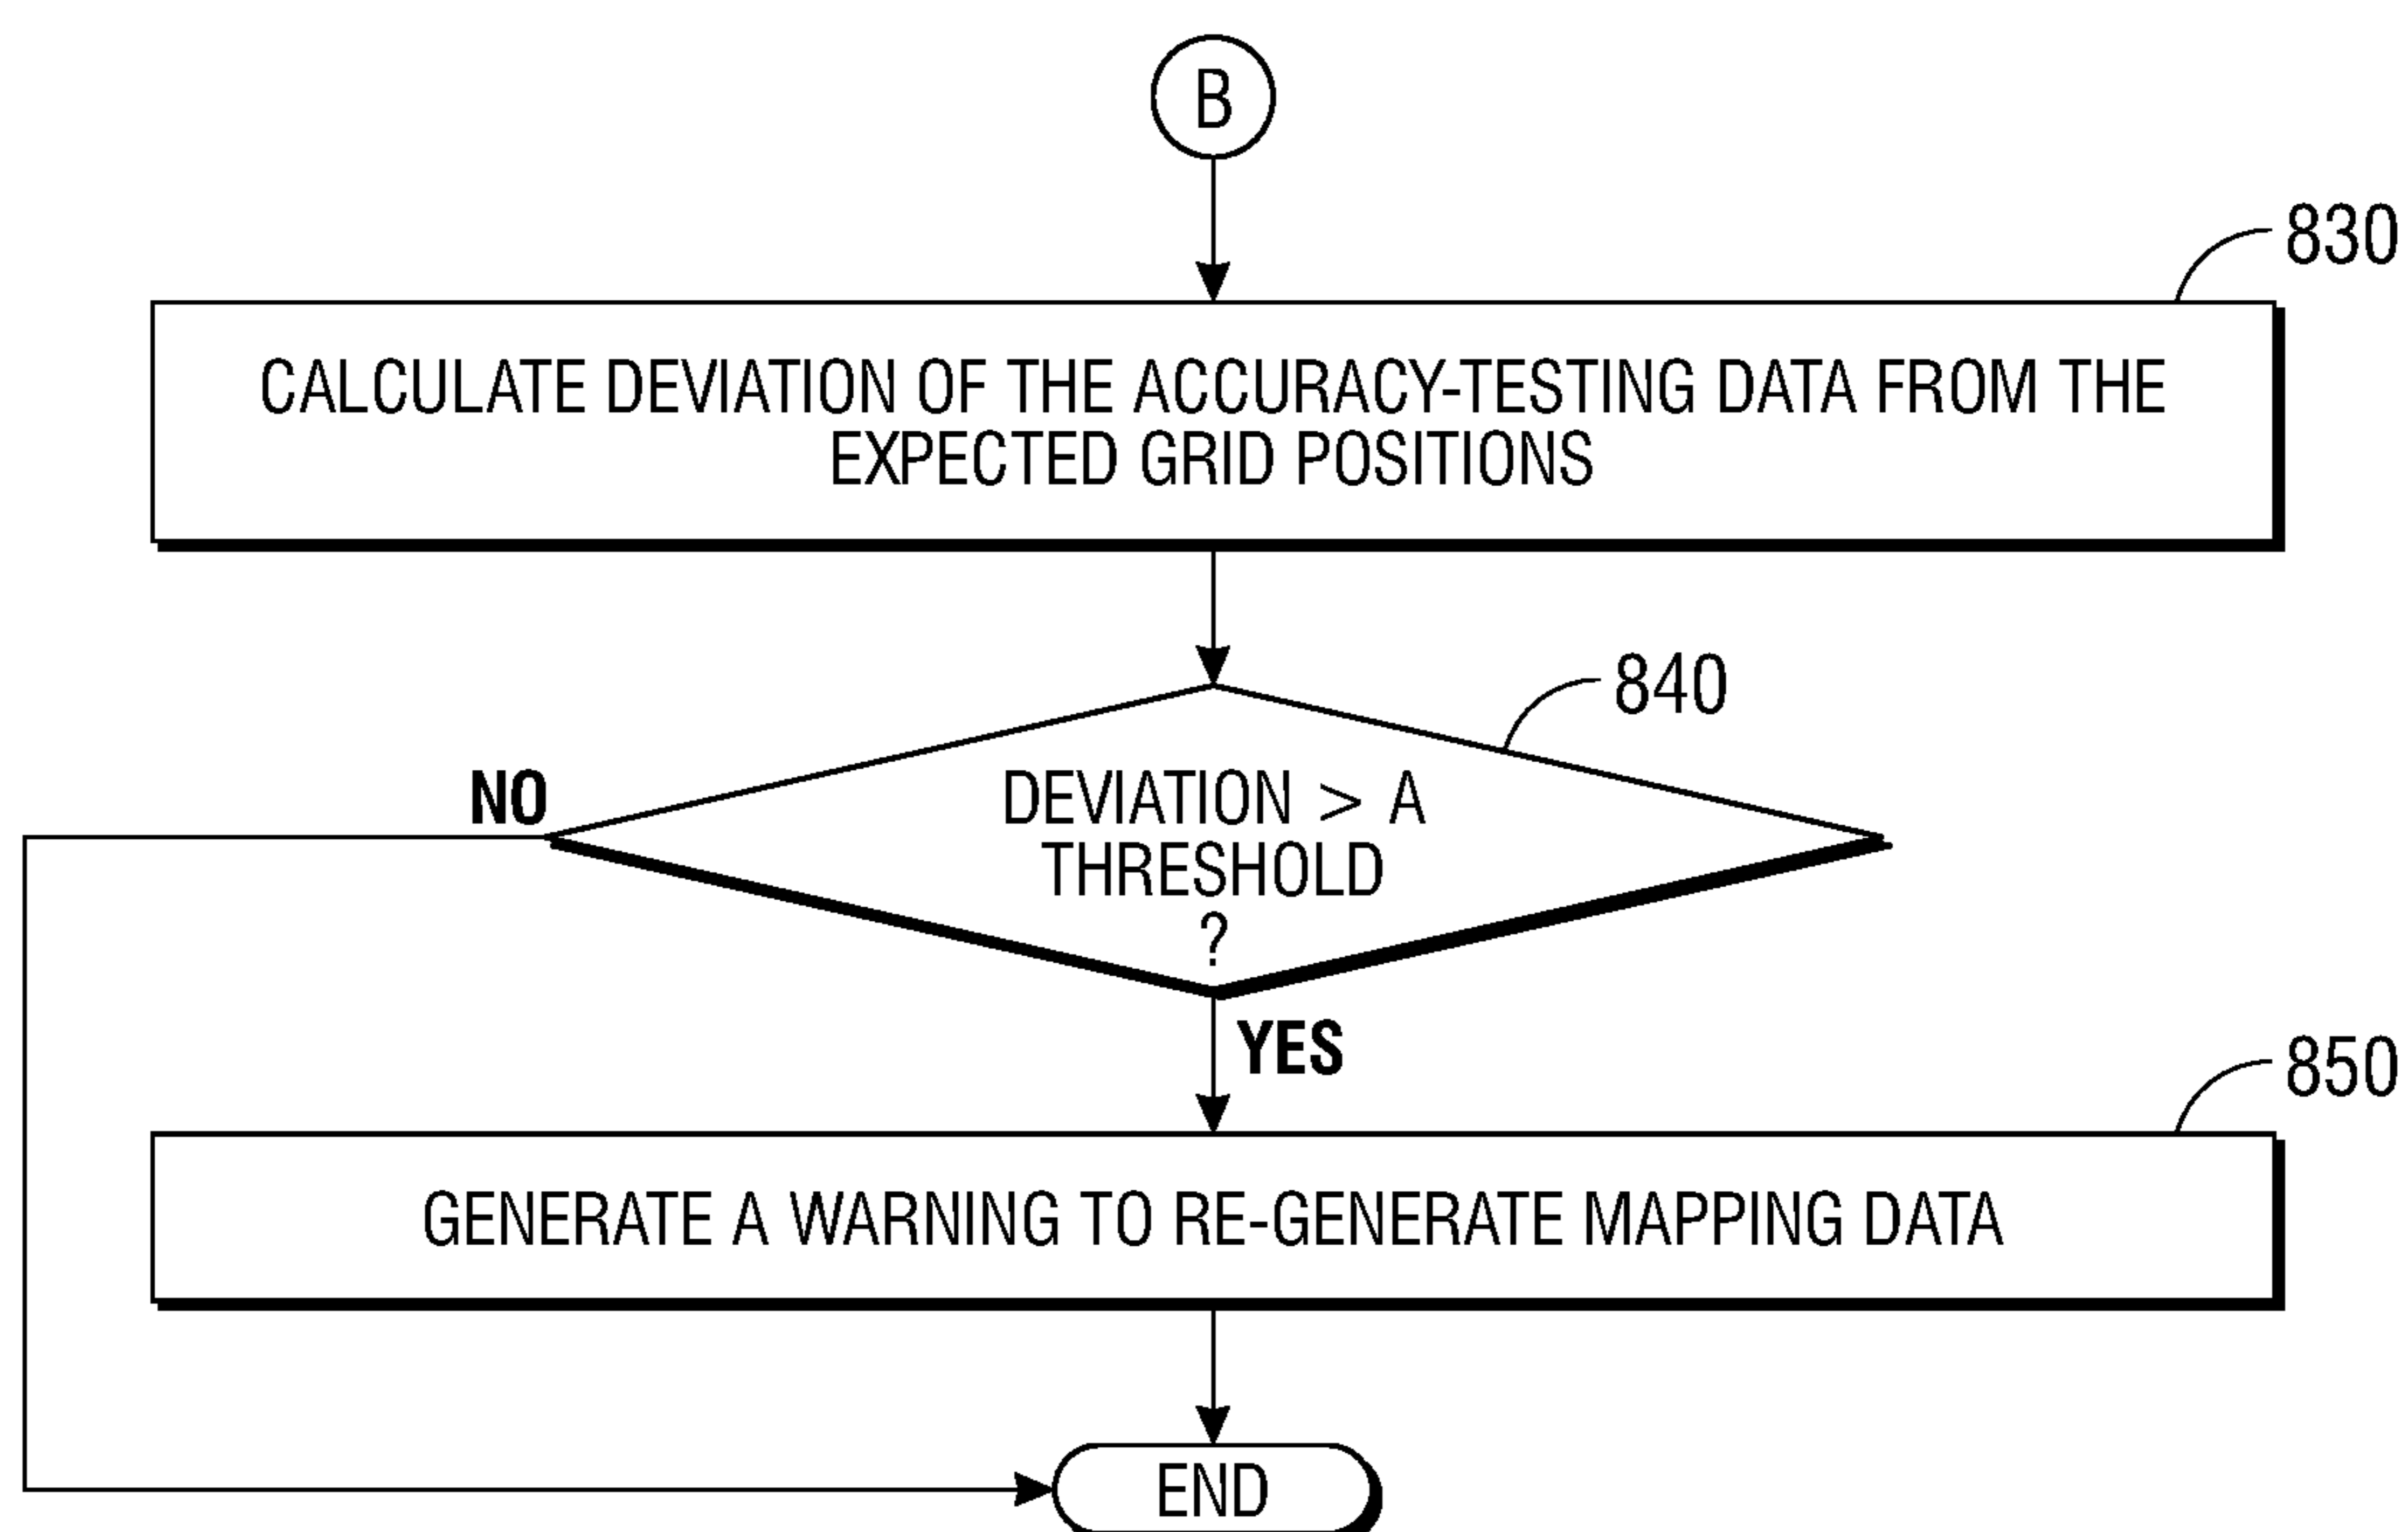 B
830
CALCULATE DEVIATION OF THE ACCURACY-TESTING DATA FROM THE
EXPECTED GRID POSITIONS
840
NO
DEVIATION > A
THRESHOLD
?
YES
850
GENERATE A WARNING TO RE-GENERATE MAPPING DATA
END